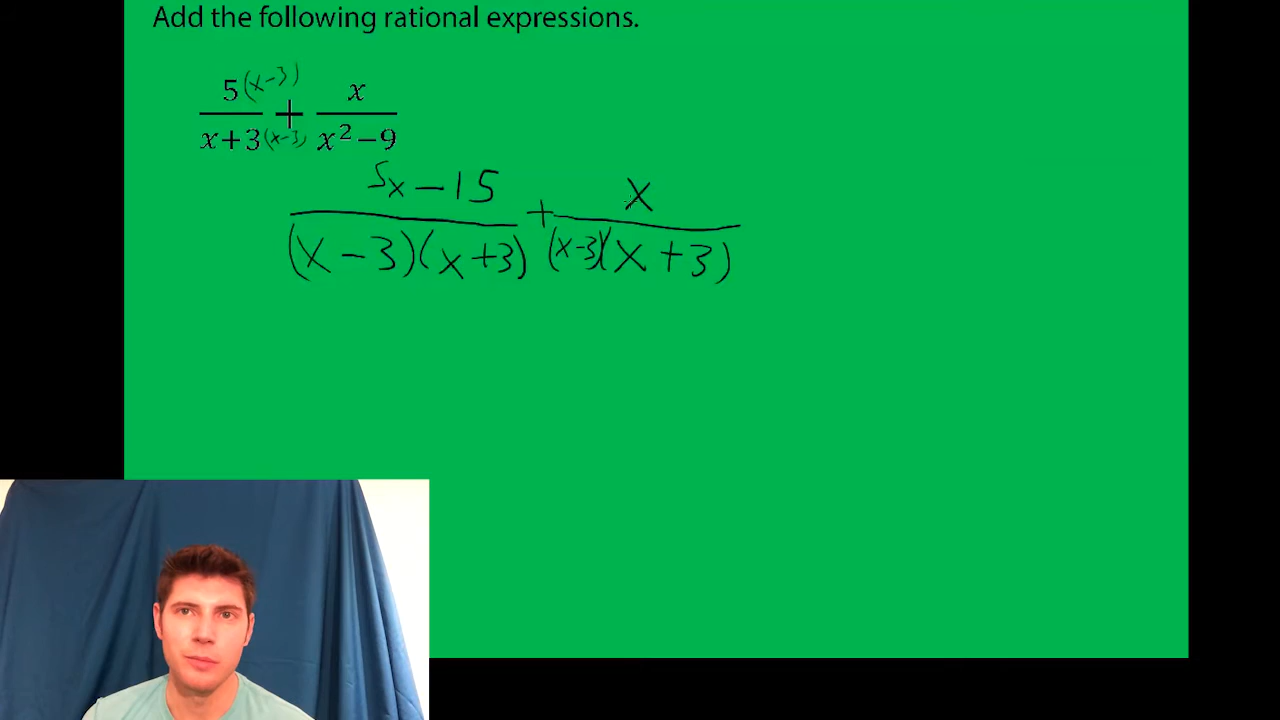 Add the following rational expressions.
5(x-3) x
+
x+3(x-3) x²-9
5x-15 x
+
(x-3)(x+3) (x-3)(x+3)